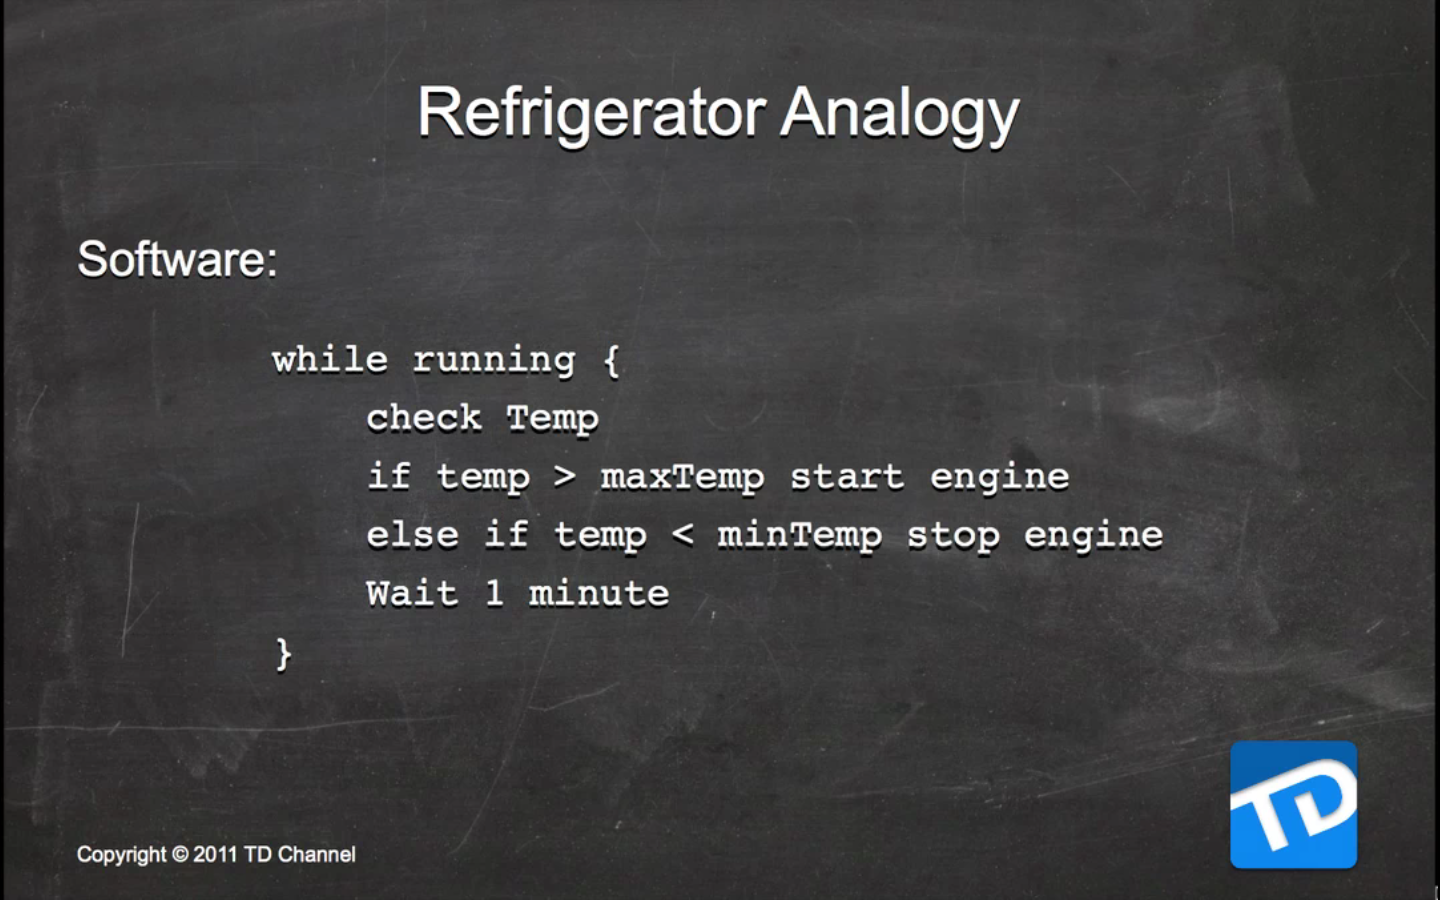 Refrigerator Analogy
Software:
while running {
check Temp
if temp > maxTemp start engine
else if temp < minTemp stop engine
Wait 1 minute
}
TD
Copyright © 2011 TD Channel